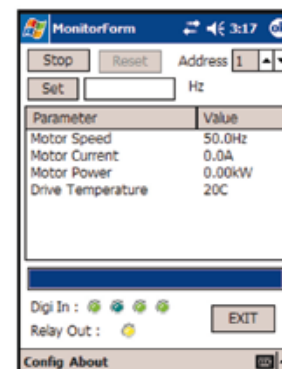 MonitorForm 3:17
Stop Reset Address 1
Set Hz
Parameter Value
Motor Speed 50.0Hz
Motor Current 0.0A
Motor Power 0.00kW
Drive Temperature 20C
Digi In :
Relay Out : EXIT
Config About